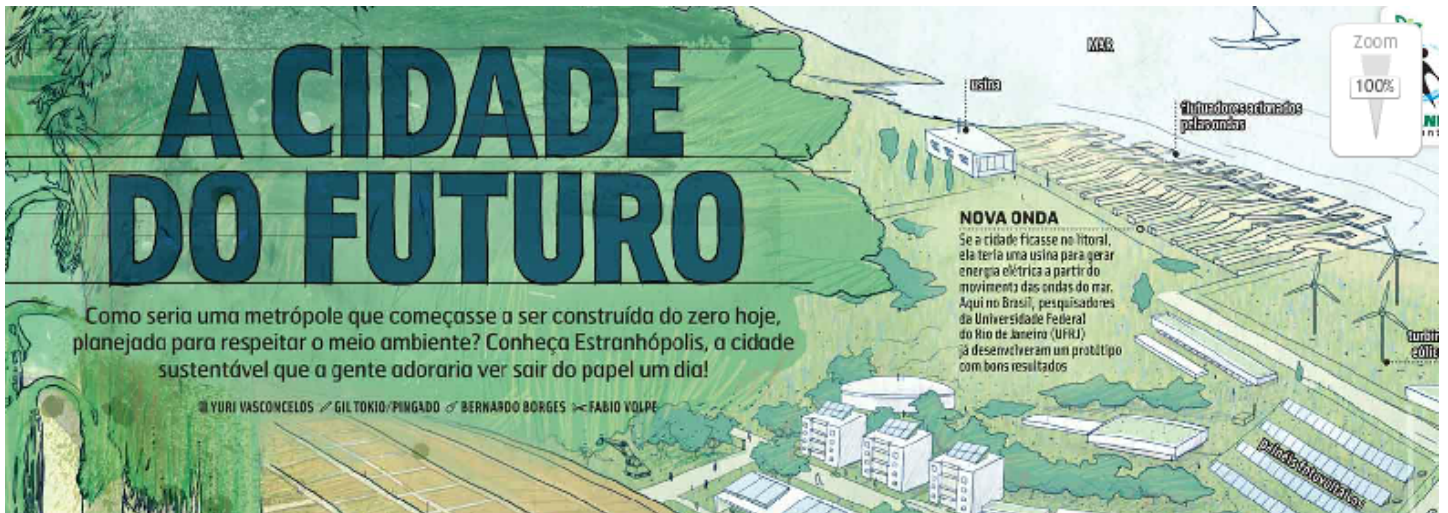 A CIDADE
DO FUTURO
Como seria uma metrópole que começasse a ser construída do zero hoje,
planejada para respeitar o meio ambiente? Conheça Estranhópolis, a cidade
sustentável que a gente adoraria ver sair do papel um dia!
YURI VASCONCELOS GIL TOKIO/PINGADO BERNARDO BORGES FABIO VOLPE
MAR
usina
flutuadores acionados
pelas ondas
Zoom
100%
NOVA ONDA
Se a cidade ficasse no litoral,
ela teria uma usina para gerar
energia elétrica a partir do
movimento das ondas do mar.
Aqui no Brasil, pesquisadores
da Universidade Federal
do Rio de Janeiro (UFRJ)
já desenvolveram um protótipo
com bons resultados
painéis fotovoltaicos